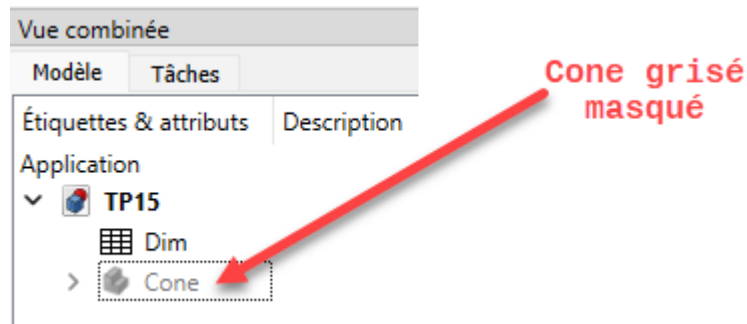 Vue combinée
Modèle Tâches
Étiquettes & attributs Description
Application
TP15
Dim
Cone
Cone grisé
masqué